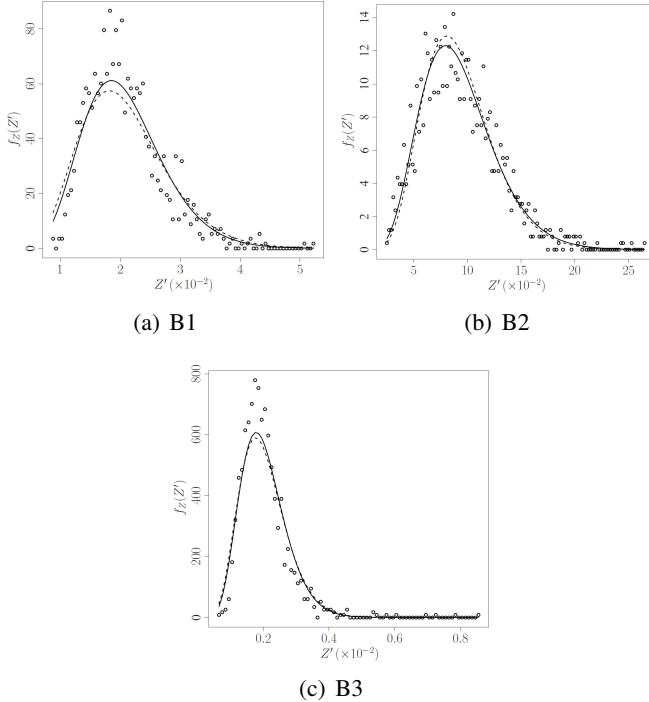 80
60
40
20
0
f_Z(Z′)
1 2 3 4 5
Z′ (×10⁻²)
(a) B1
14
12
10
8
6
4
2
0
f_Z(Z′)
5 10 15 20 25
Z′ (×10⁻²)
(b) B2
800
600
400
200
0
f_Z(Z′)
0.2 0.4 0.6 0.8
Z′ (×10⁻²)
(c) B3